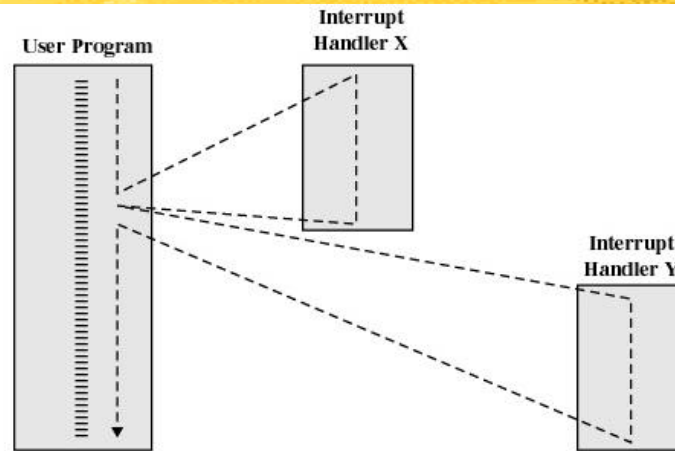 User Program
Interrupt
Handler X
Interrupt
Handler Y